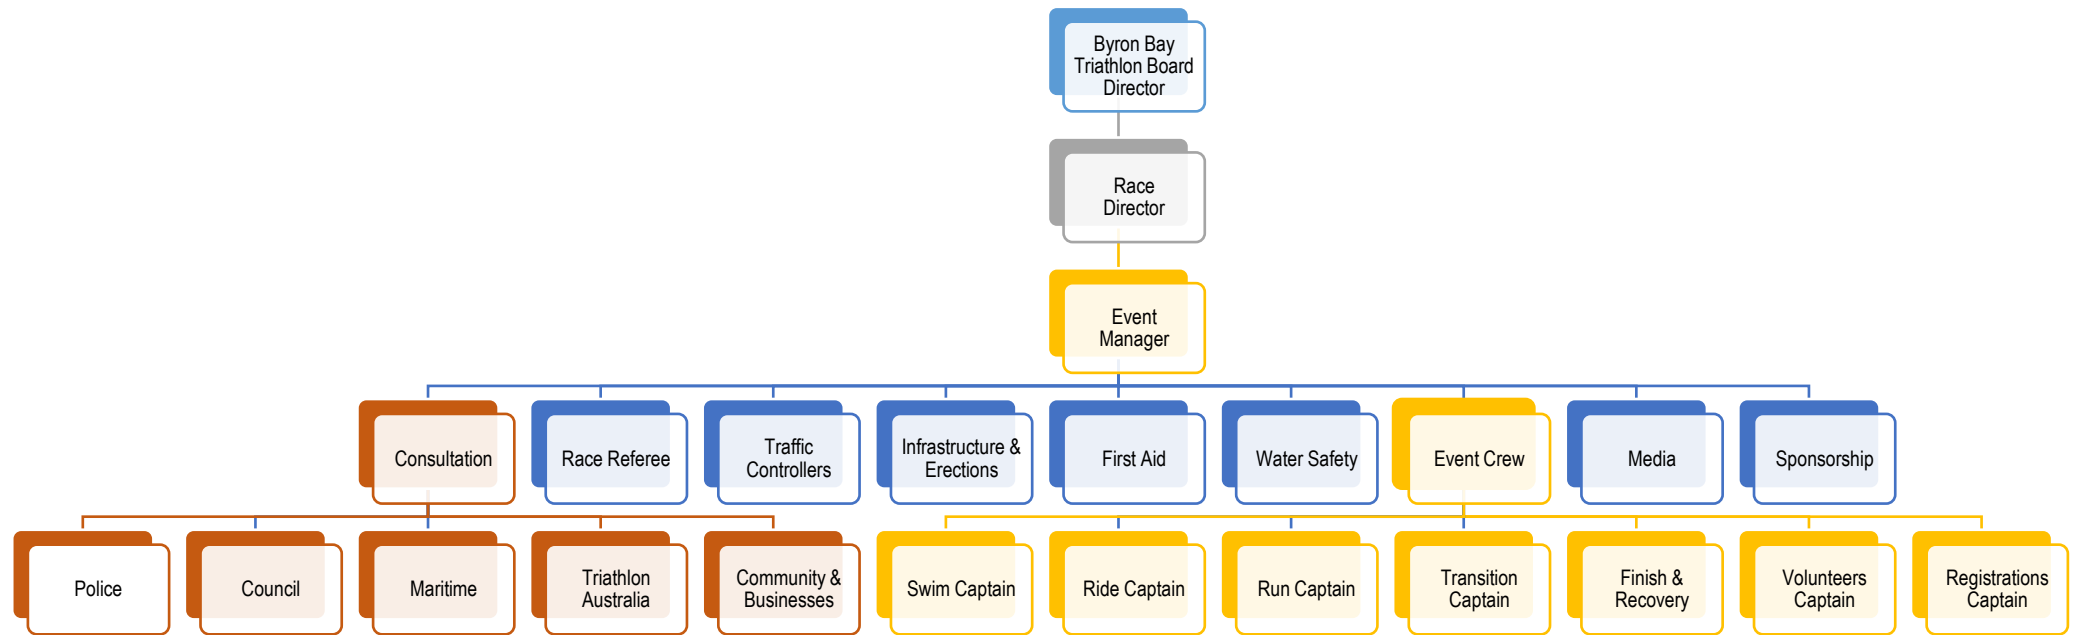 Byron Bay
Triathlon Board
Director
Race
Director
Event
Manager
Consultation
Race Referee
Traffic
Controllers
Infrastructure &
Erections
First Aid
Water Safety
Event Crew
Media
Sponsorship
Police
Council
Maritime
Triathlon
Australia
Community &
Businesses
Swim Captain
Ride Captain
Run Captain
Transition
Captain
Finish &
Recovery
Volunteers
Captain
Registrations
Captain